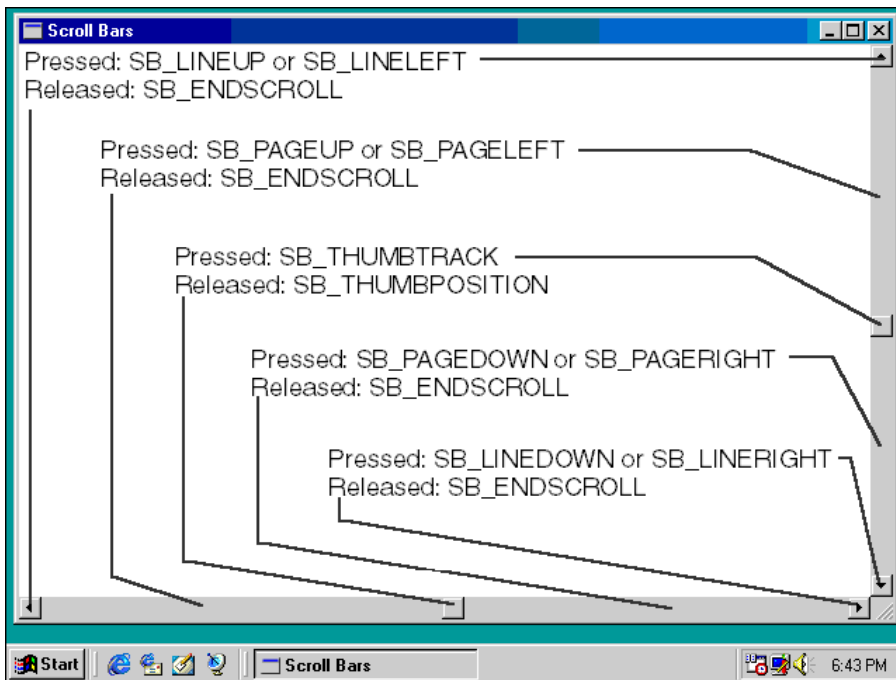 Scroll Bars
Pressed: SB_LINEUP or SB_LINELEFT
Released: SB_ENDSCROLL
Pressed: SB_PAGEUP or SB_PAGELEFT
Released: SB_ENDSCROLL
Pressed: SB_THUMBTRACK
Released: SB_THUMBPOSITION
Pressed: SB_PAGEDOWN or SB_PAGERIGHT
Released: SB_ENDSCROLL
Pressed: SB_LINEDOWN or SB_LINERIGHT
Released: SB_ENDSCROLL
Start Scroll Bars 6:43 PM